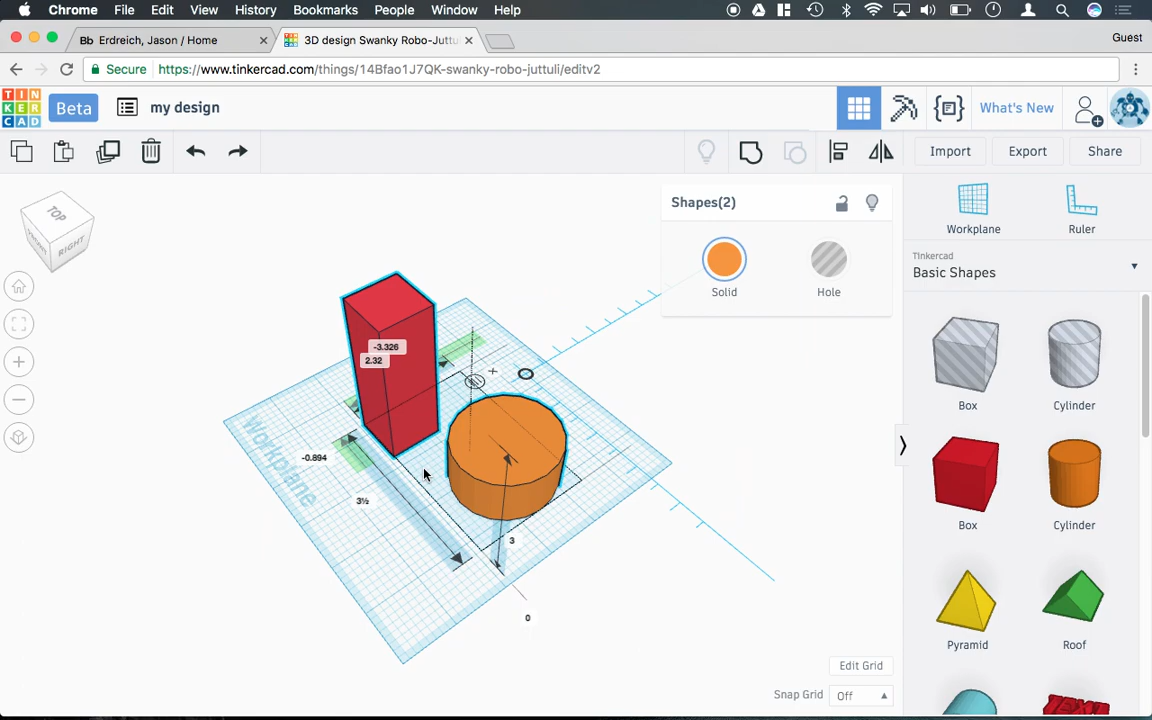 Chrome File Edit View History Bookmarks People Window Help
Bb Erdreich, Jason / Home
3D design Swanky Robo-Juttuli
Guest
Secure https://www.tinkercad.com/things/14Bfao1J7QK-swanky-robo-juttuli/editv2
TIN
KER
CAD
Beta
my design
What's New
Import
Export
Share
Shapes(2)
Solid
Hole
TOP
FRONT
RIGHT
Workplane
Ruler
Tinkercad
Basic Shapes
Box
Cylinder
Box
Cylinder
Pyramid
Roof
Workplane
-3.326
2.32
-0.894
3½
3
0
Edit Grid
Snap Grid Off